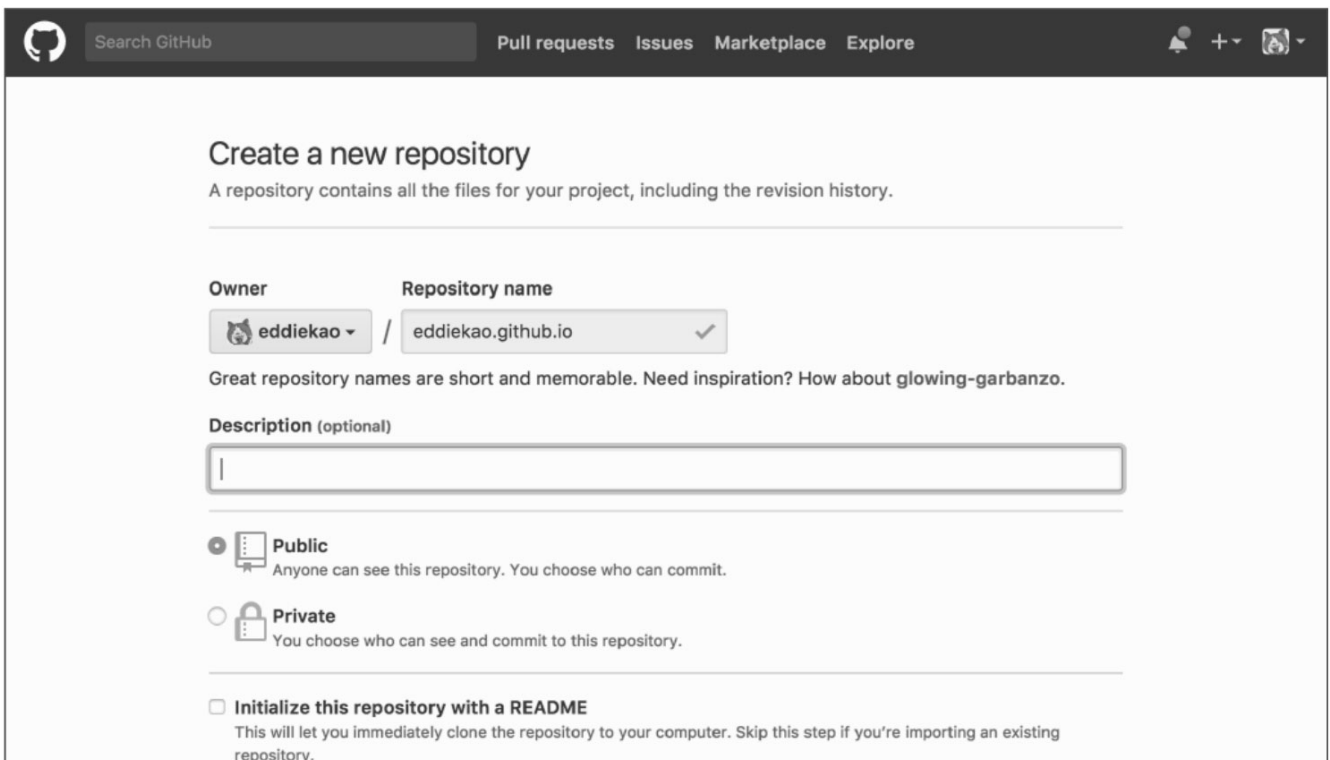 Search GitHub Pull requests Issues Marketplace Explore
Create a new repository
A repository contains all the files for your project, including the revision history.
Owner Repository name
eddiekao / eddiekao.github.io
Great repository names are short and memorable. Need inspiration? How about glowing-garbanzo.
Description (optional)
Public
Anyone can see this repository. You choose who can commit.
Private
You choose who can see and commit to this repository.
Initialize this repository with a README
This will let you immediately clone the repository to your computer. Skip this step if you're importing an existing
repository.